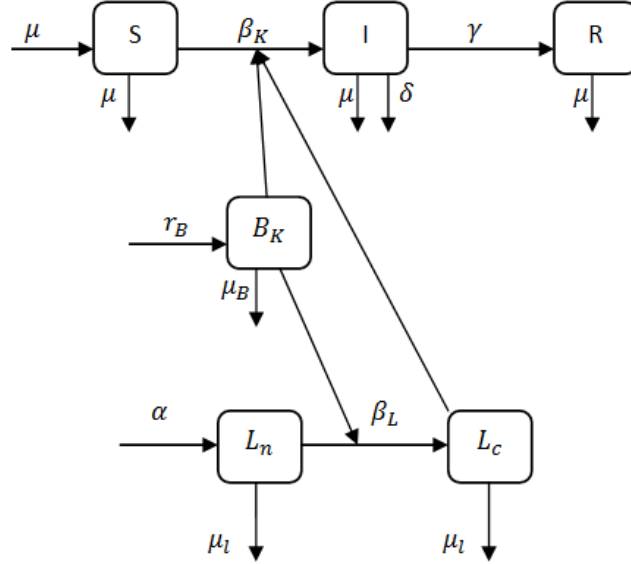 μ S β_K I γ R
μ μ δ μ
r_B B_K
μ_B
α L_n β_L L_c
μ_l μ_l